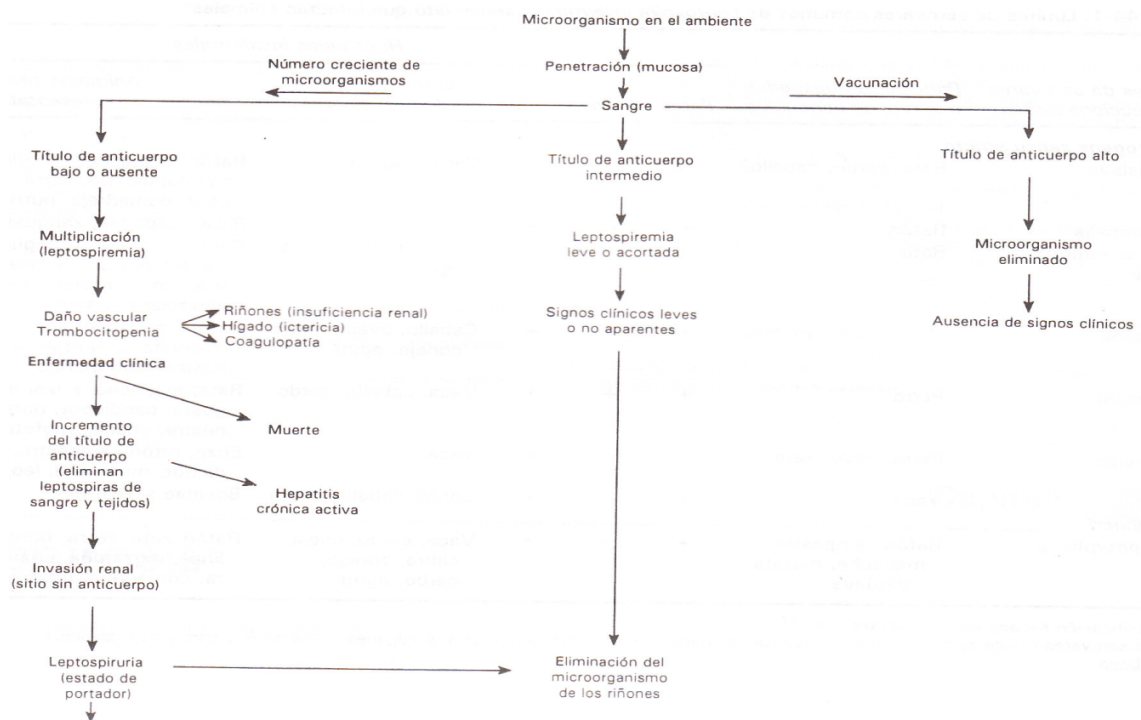 Microorganismo en el ambiente
Penetración (mucosa)
Número creciente de
microorganismos
Vacunación
Sangre
Título de anticuerpo
bajo o ausente
Título de anticuerpo
intermedio
Título de anticuerpo alto
Multiplicación
(leptospiremia)
Leptospiremia
leve o acortada
Microorganismo
eliminado
Daño vascular
Trombocitopenia
Riñones (insuficiencia renal)
Hígado (ictericia)
Coagulopatía
Signos clínicos leves
o no aparentes
Ausencia de signos clínicos
Enfermedad clínica
Incremento
del título de
anticuerpo
(eliminan
leptospiras de
sangre y tejidos)
Muerte
Hepatitis
crónica activa
Invasión renal
(sitio sin anticuerpo)
Leptospiruria
(estado de
portador)
Eliminación del
microorganismo
de los riñones